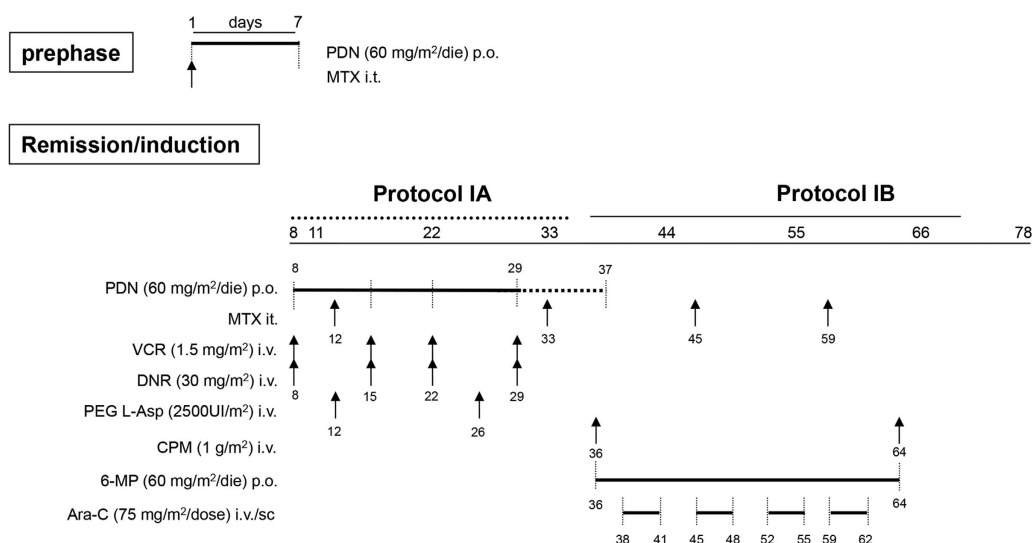 1 days 7
prephase
PDN (60 mg/m²/die) p.o.
MTX i.t.
Remission/induction
Protocol IA Protocol IB
8 11 22 33 44 55 66 78
8 29 37
PDN (60 mg/m²/die) p.o.
MTX it.
12 33 45 59
VCR (1.5 mg/m²) i.v.
DNR (30 mg/m²) i.v.
8 15 22 29
PEG L-Asp (2500UI/m²) i.v.
12 26
CPM (1 g/m²) i.v.
36 64
6-MP (60 mg/m²/die) p.o.
36 64
Ara-C (75 mg/m²/dose) i.v./sc
38 41 45 48 52 55 59 62